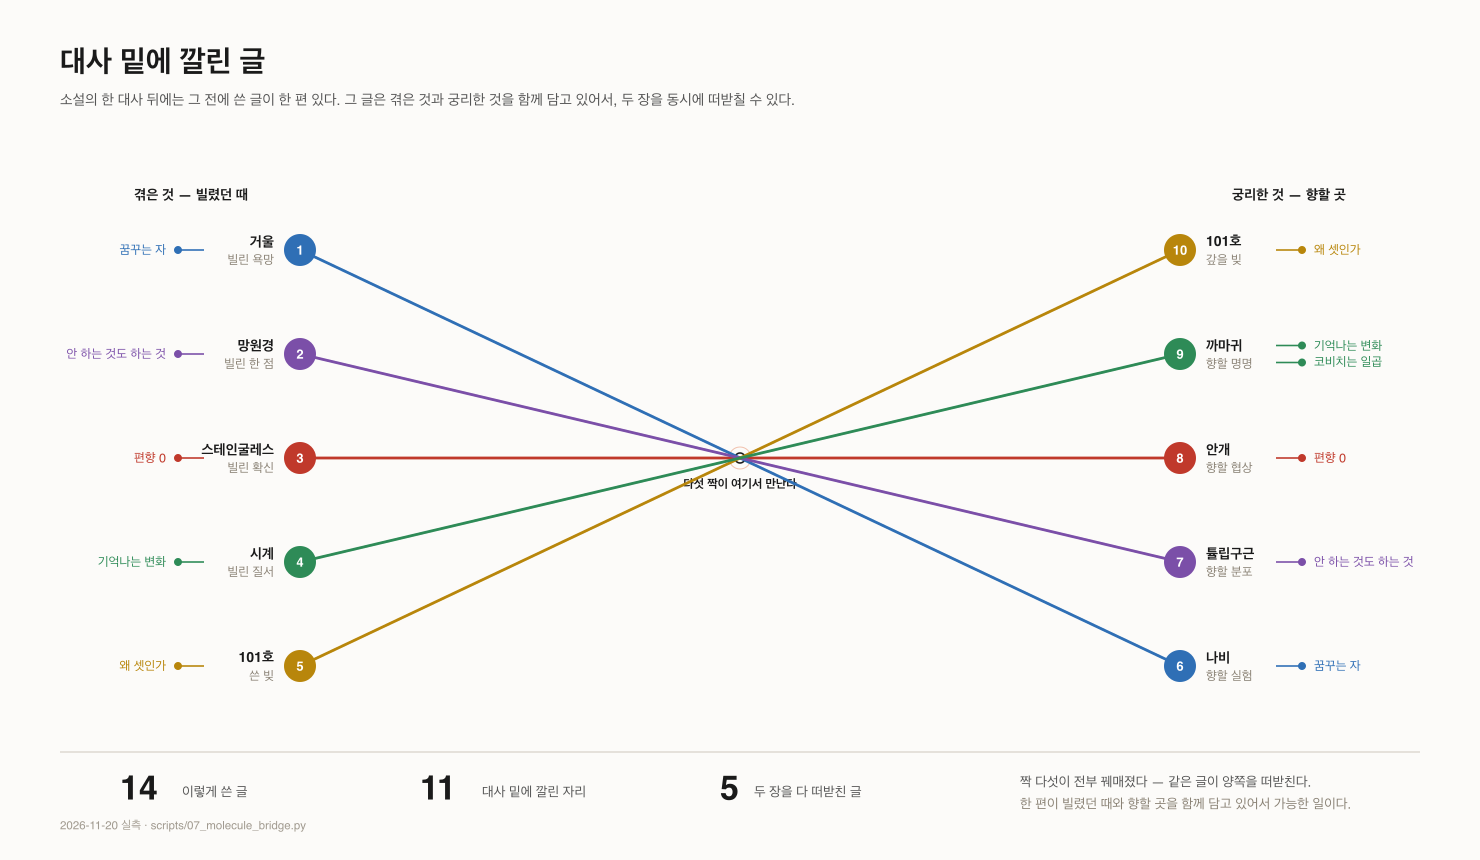 대사 밑에 깔린 글
소설의 한 대사 뒤에는 그 전에 쓴 글이 한 편 있다. 그 글은 겪은 것과 궁리한 것을 함께 담고 있어서, 두 장을 동시에 떠받칠 수 있다.
겪은 것 — 빌렸던 때
꿈꾸는 자
거울
빌린 욕망
1
안 하는 것도 하는 것
망원경
빌린 한 점
2
편향 0
스테인굴레스
빌린 확신
3
기억나는 변화
시계
빌린 질서
4
왜 셋인가
101호
쓴 빚
5
다섯 짝이 여기서 만난다
궁리한 것 — 향할 곳
10
101호
갚을 빚
왜 셋인가
9
까마귀
향할 명명
기억나는 변화
코비치는 일곱
8
안개
향할 협상
편향 0
7
튤립구근
향할 분포
안 하는 것도 하는 것
6
나비
향할 실험
꿈꾸는 자
14 이렇게 쓴 글
11 대사 밑에 깔린 자리
5 두 장을 다 떠받친 글
짝 다섯이 전부 꿰매졌다 — 같은 글이 양쪽을 떠받친다.
한 편이 빌렸던 때와 향할 곳을 함께 담고 있어서 가능한 일이다.
2026-11-20 실측 · scripts/07_molecule_bridge.py